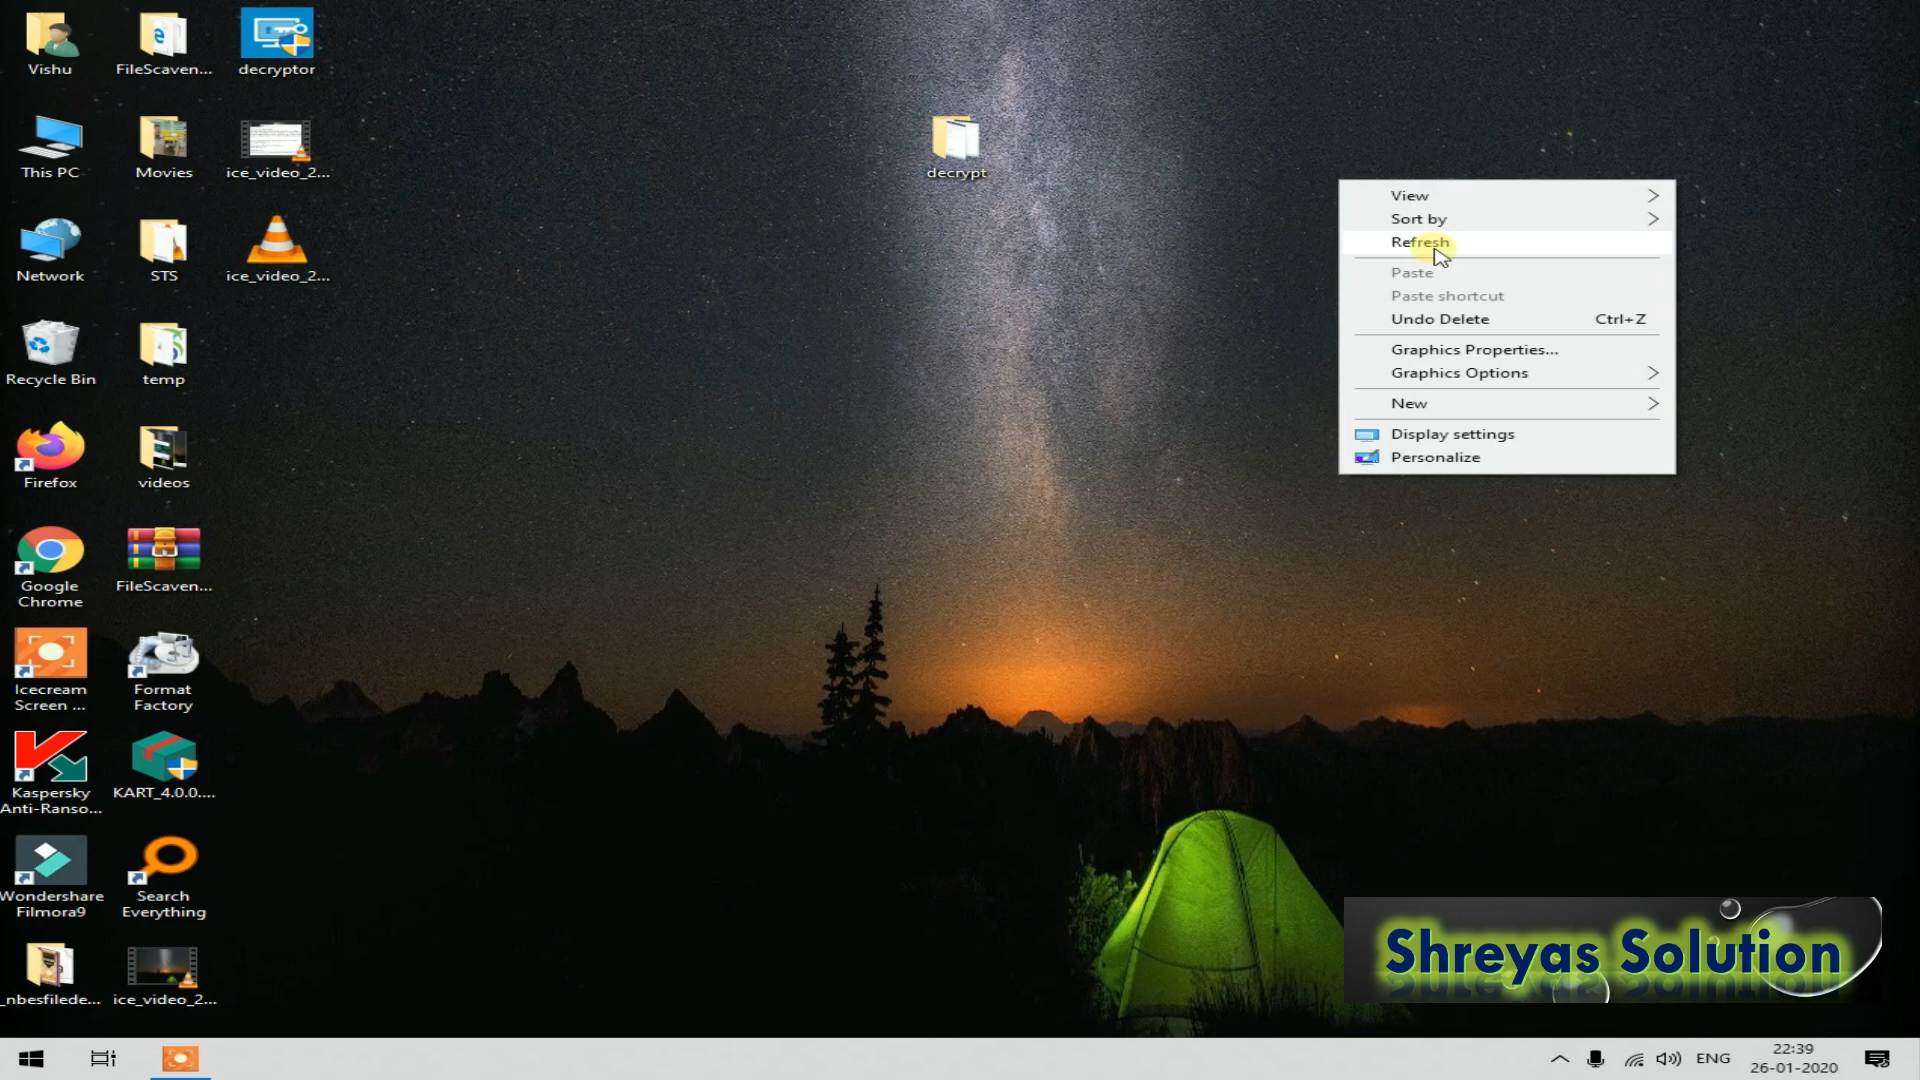 Vishu
FileScaven...
decryptor
This PC
Movies
ice_video_2...
decrypt
Network
STS
ice_video_2...
Recycle Bin
temp
Firefox
videos
Google
Chrome
FileScaven...
Icecream
Screen ...
Format
Factory
Kaspersky
Anti-Ranso...
KART_4.0.0....
Wondershare
Filmora9
Search
Everything
_nbesfilede...
ice_video_2...
View
Sort by
Refresh
Paste
Paste shortcut
Undo Delete Ctrl+Z
Graphics Properties...
Graphics Options
New
Display settings
Personalize
Shreyas Solution
ENG
22:39
26-01-2020